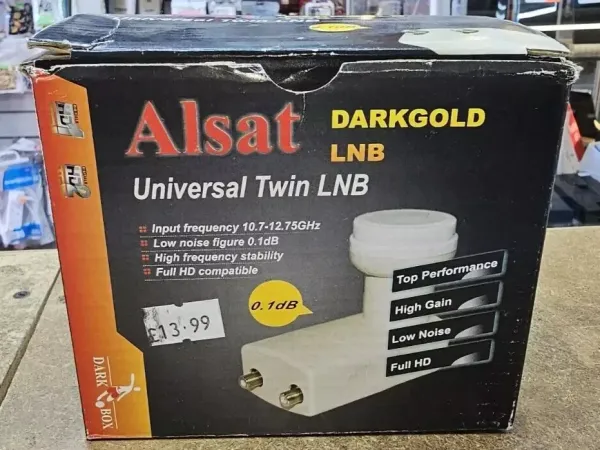 Alsat
DARKGOLD
LNB
Universal Twin LNB
Input frequency 10.7-12.75GHz
Low noise figure 0.1dB
High frequency stability
Full HD compatible
0.1dB
£13.99
Top Performance
High Gain
Low Noise
Full HD
DARK BOX